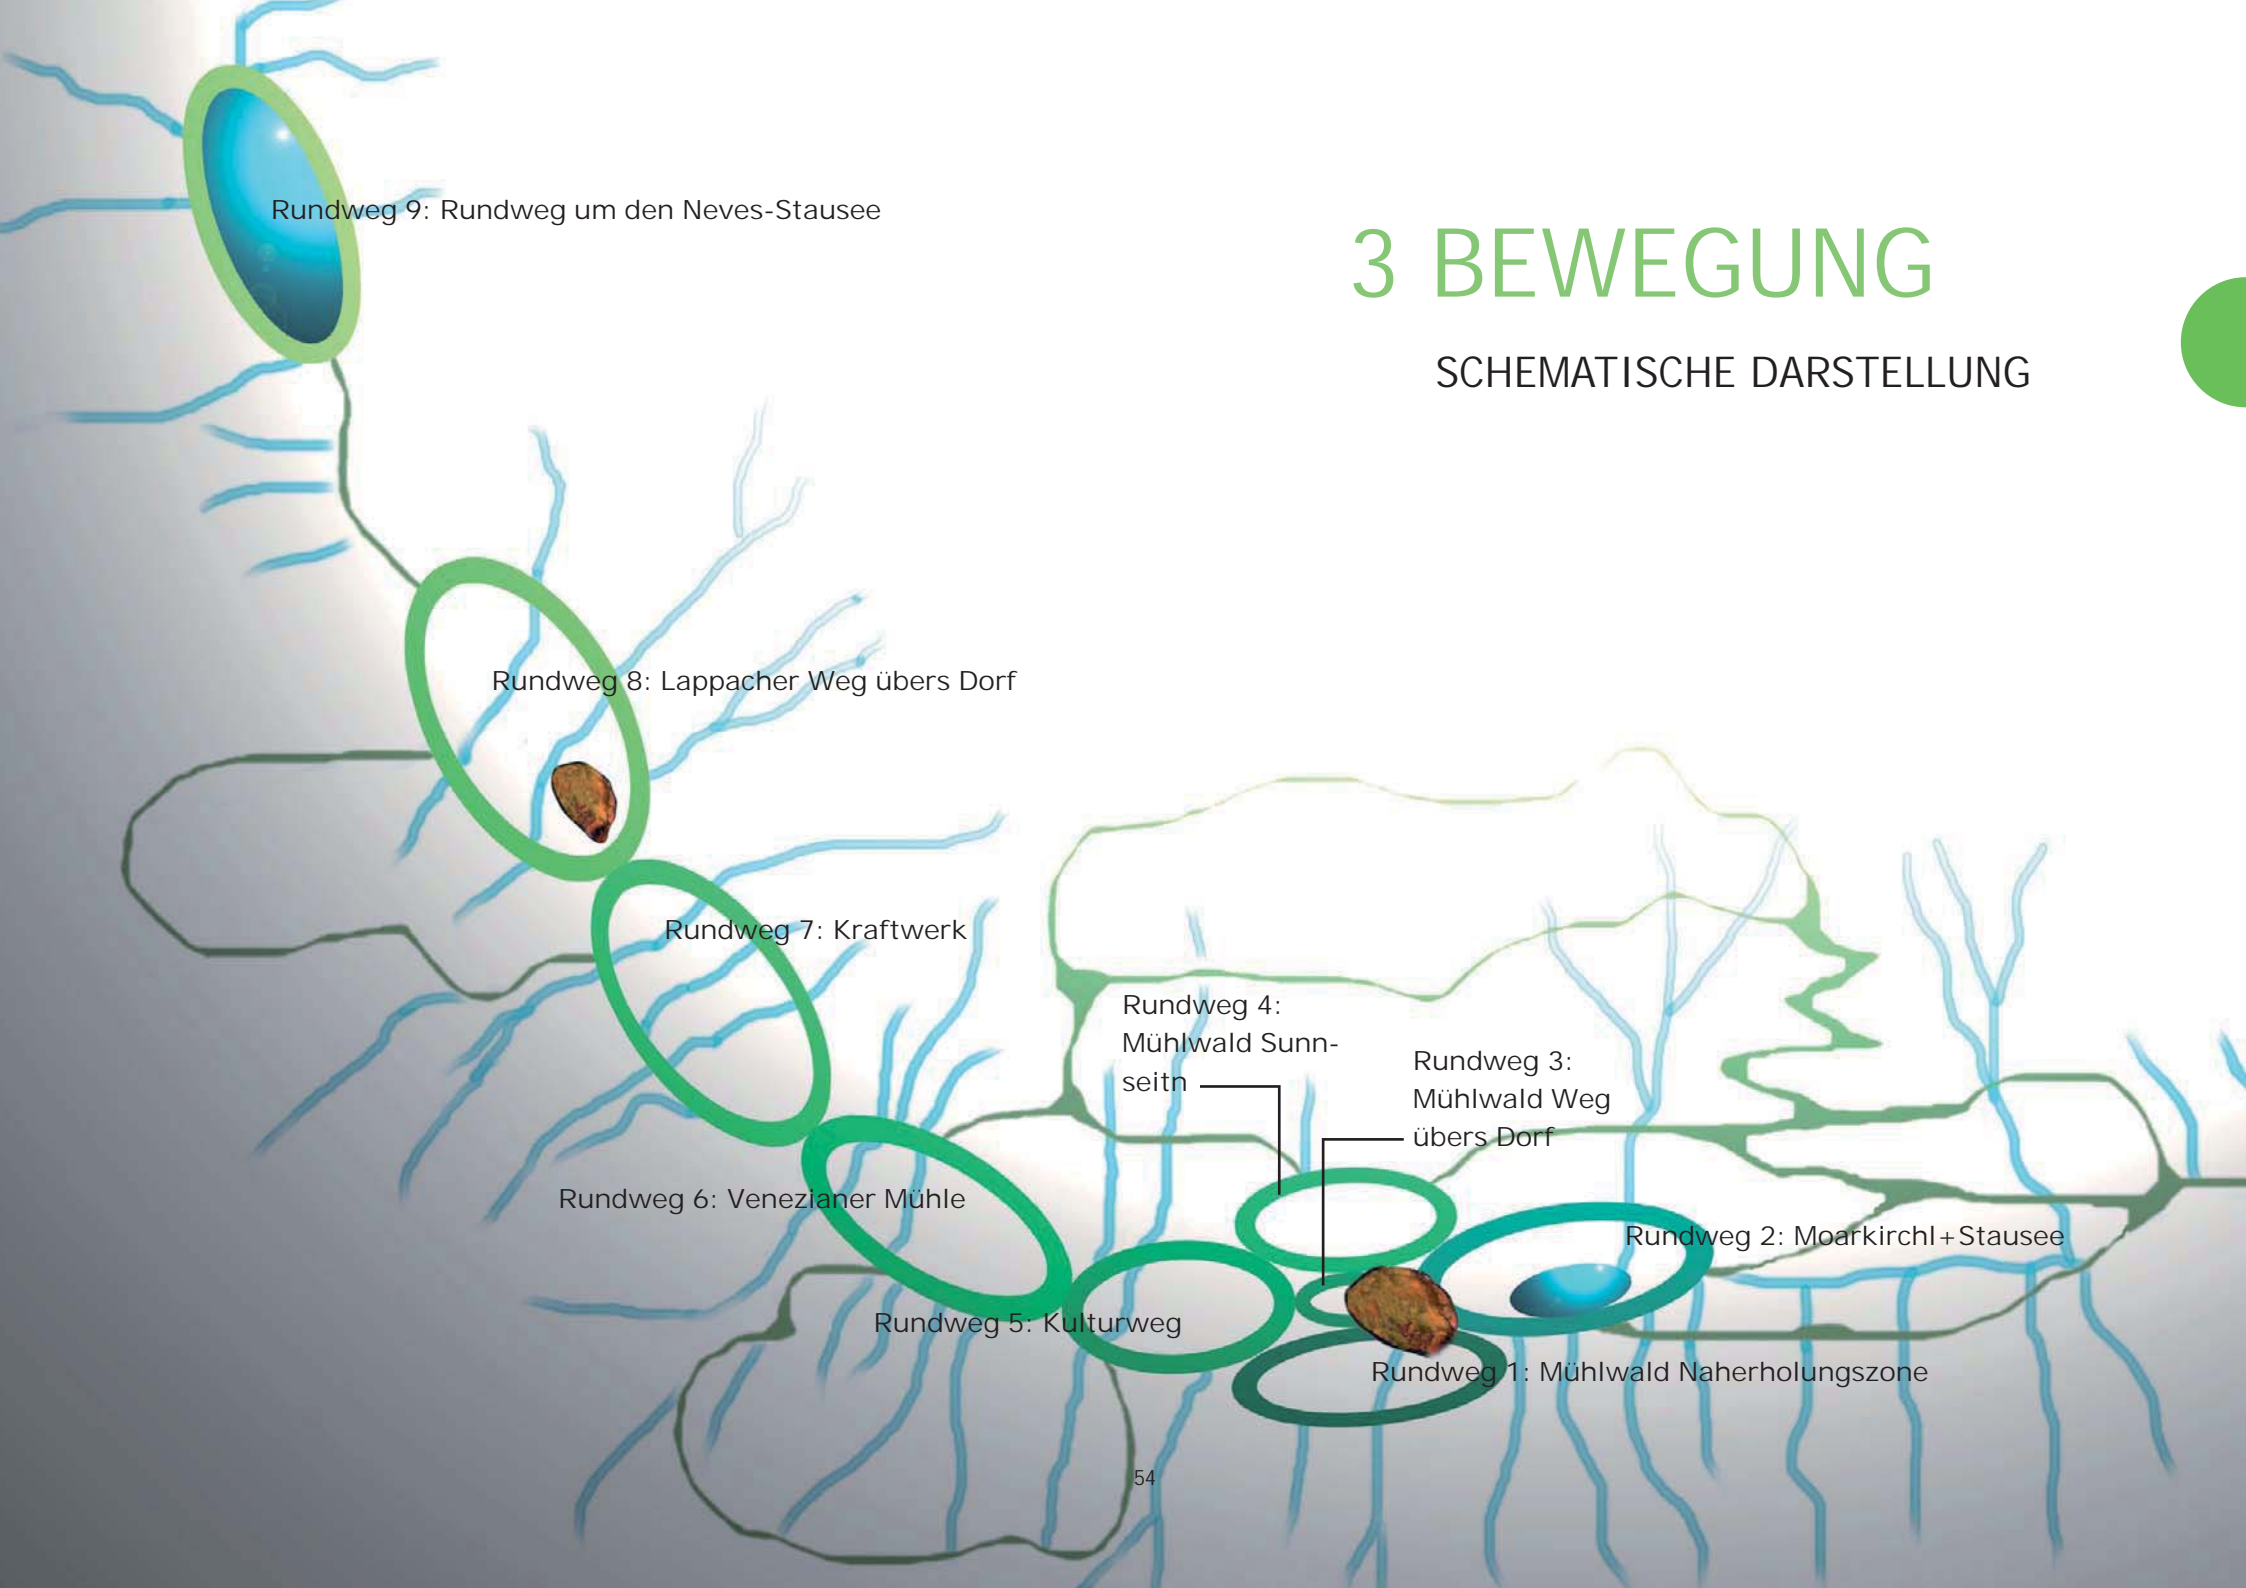 3 BEWEGUNG
SCHEMATISCHE DARSTELLUNG
Rundweg 9: Rundweg um den Neves-Stausee
Rundweg 8: Lappacher Weg übers Dorf
Rundweg 7: Kraftwerk
Rundweg 4:
Mühlwald Sunn-
seitn
Rundweg 3:
Mühlwald Weg
übers Dorf
Rundweg 6: Venezianer Mühle
Rundweg 2: Moarkirchl+Stausee
Rundweg 5: Kulturweg
Rundweg 1: Mühlwald Naherholungszone
54